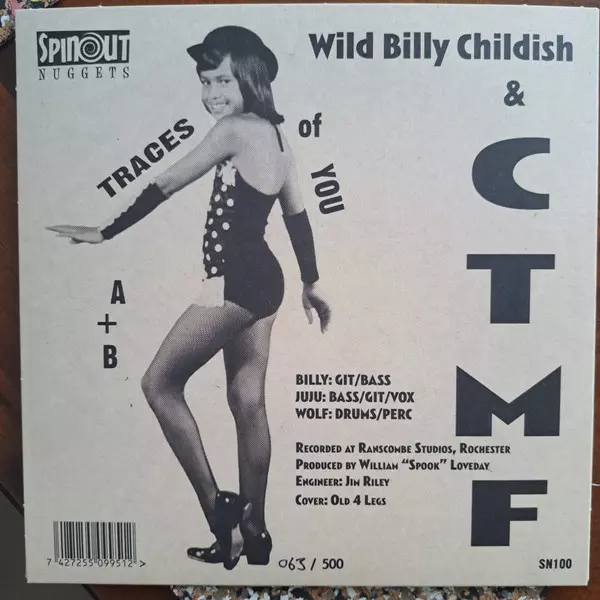 SPINOUT
NUGGETS
Wild Billy Childish
&
C
T
M
F
TRACES
of
YOU
A
+
B
BILLY: GIT/BASS
JUJU: BASS/GIT/VOX
WOLF: DRUMS/PERC
RECORDED AT RANSCOMBE STUDIOS, ROCHESTER
PRODUCED BY WILLIAN "SPOOK" LOVEDAY
ENGINEER: JIM RILEY
COVER: OLD 4 LEGS
7 427255 099512 >
063 / 500
SN100